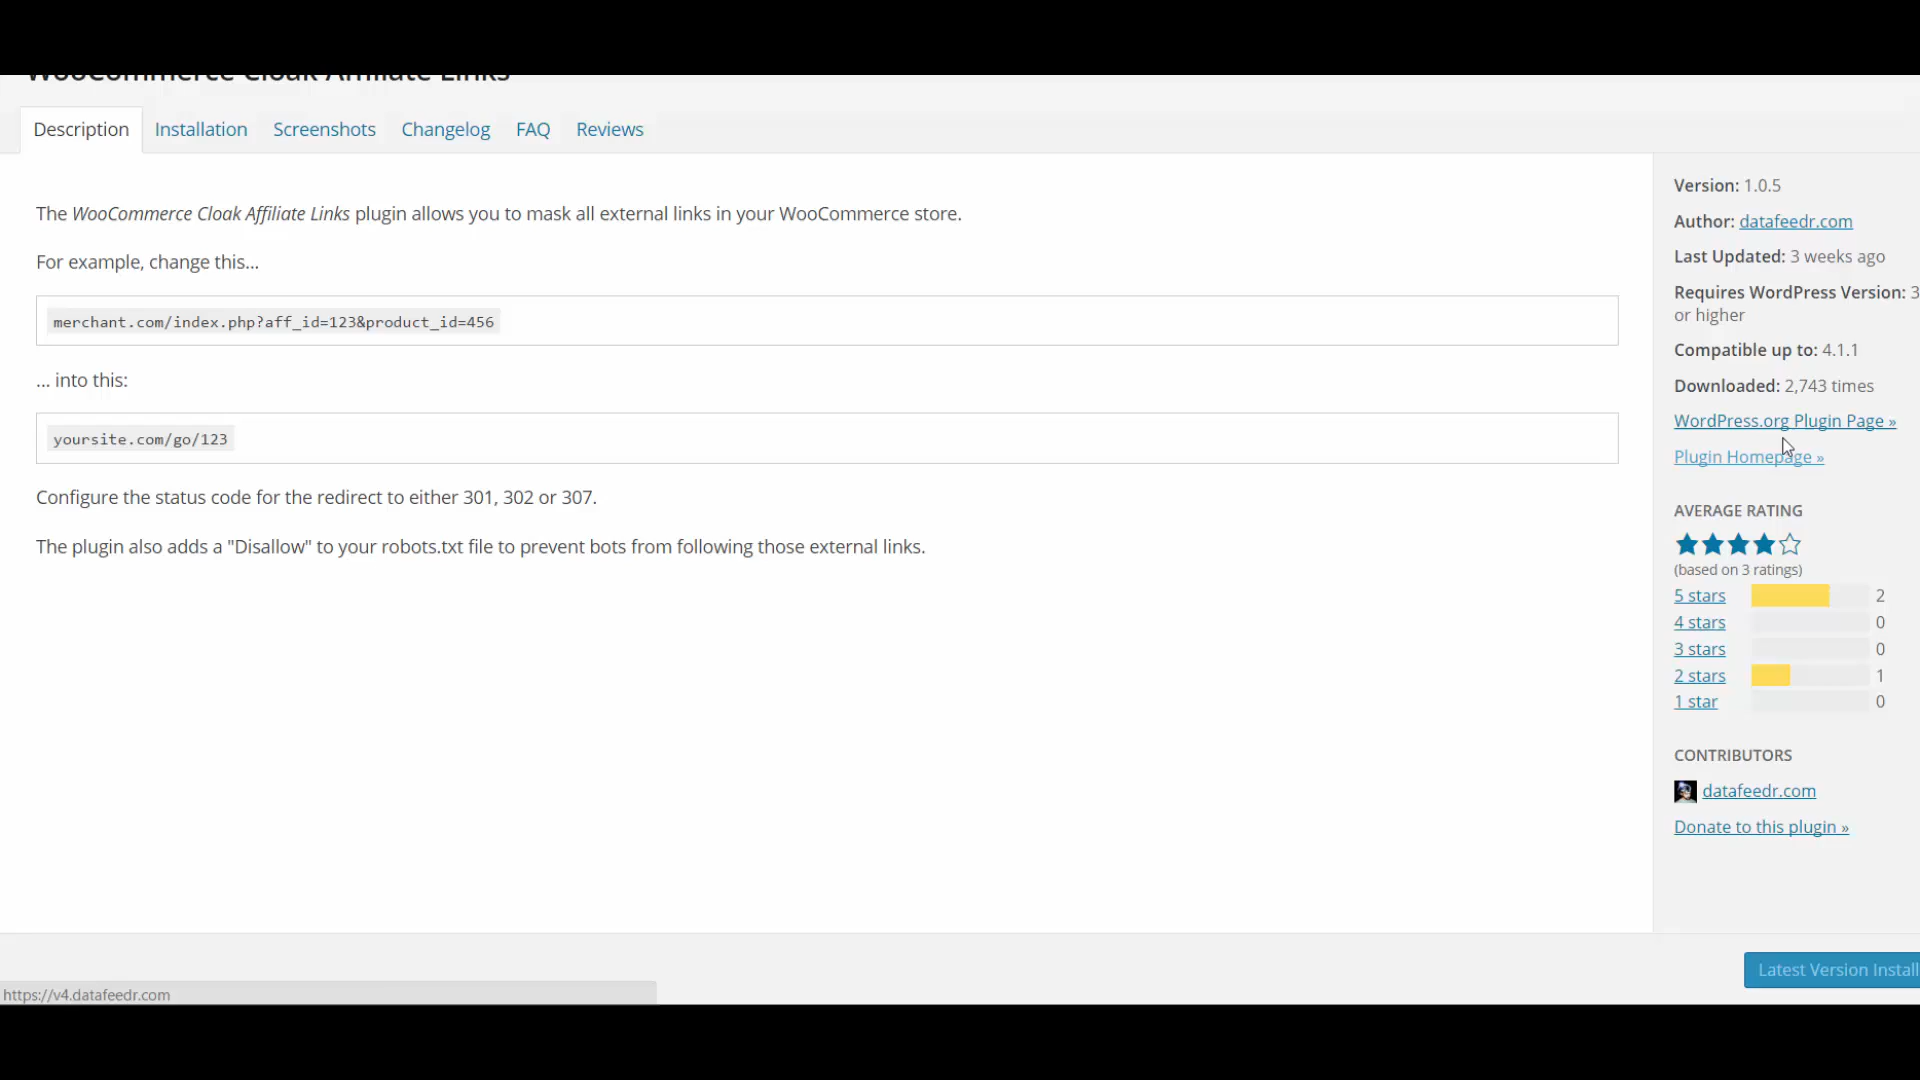 WooCommerce Cloak Affiliate Links
Description Installation Screenshots Changelog FAQ Reviews
The WooCommerce Cloak Affiliate Links plugin allows you to mask all external links in your WooCommerce store.
For example, change this...
merchant.com/index.php?aff_id=123&product_id=456
... into this:
yoursite.com/go/123
Configure the status code for the redirect to either 301, 302 or 307.
The plugin also adds a "Disallow" to your robots.txt file to prevent bots from following those external links.
Version: 1.0.5
Author: datafeedr.com
Last Updated: 3 weeks ago
Requires WordPress Version: 3
or higher
Compatible up to: 4.1.1
Downloaded: 2,743 times
WordPress.org Plugin Page »
Plugin Homepage »
AVERAGE RATING
(based on 3 ratings)
5 stars 2
4 stars 0
3 stars 0
2 stars 1
1 star 0
CONTRIBUTORS
datafeedr.com
Donate to this plugin »
Latest Version Install
https://v4.datafeedr.com